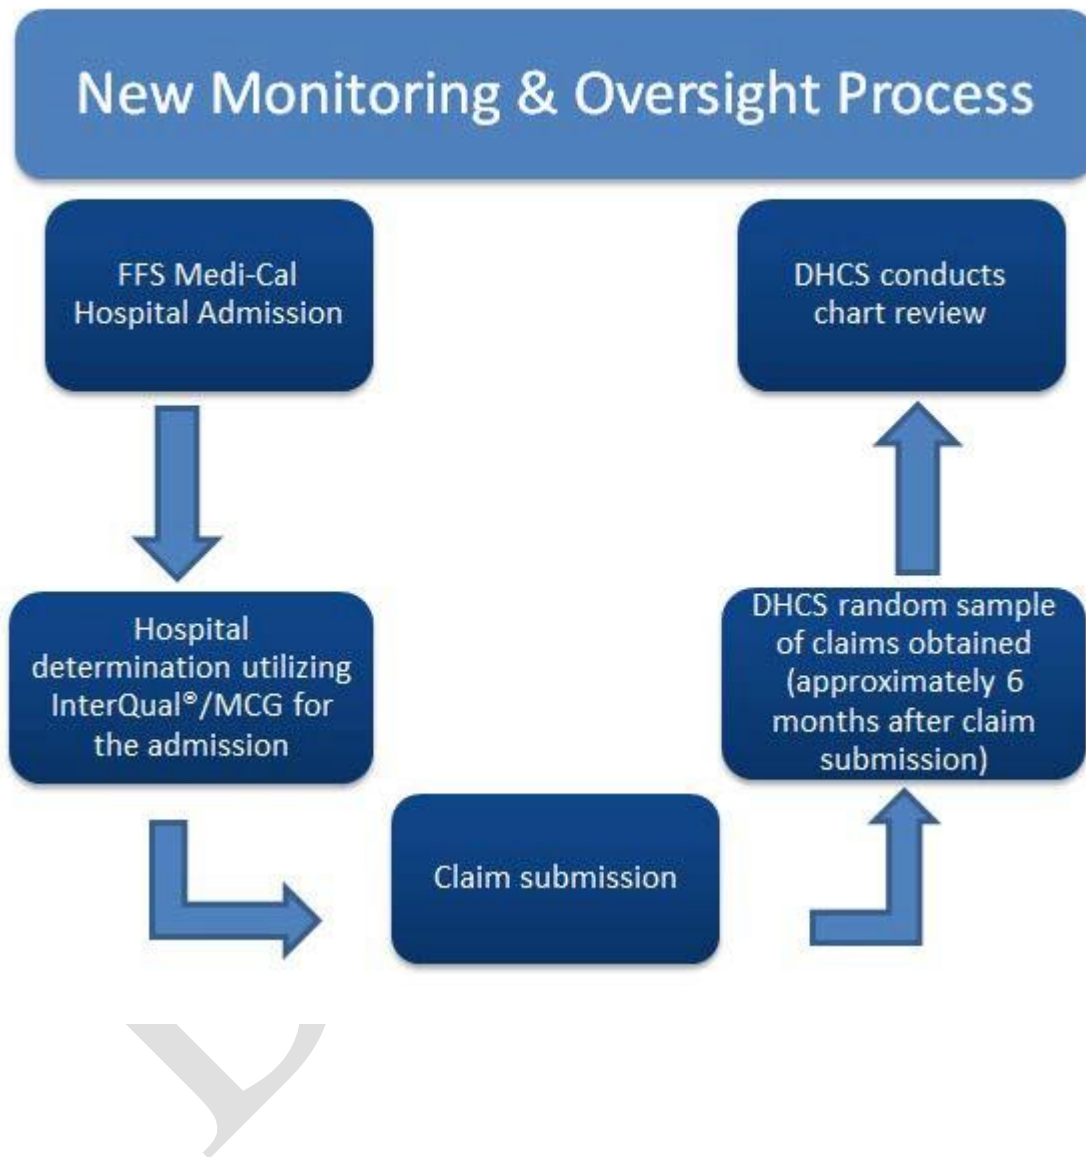 New Monitoring & Oversight Process
FFS Medi-Cal
Hospital Admission
Hospital
determination utilizing
InterQual®/MCG for
the admission
Claim submission
DHCS random sample
of claims obtained
(approximately 6
months after claim
submission)
DHCS conducts
chart review